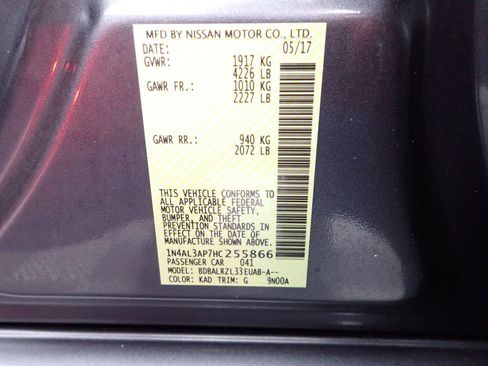 MFD BY NISSAN MOTOR CO., LTD.
DATE: 05/17
GVWR: 1917 KG
4226 LB
GAWR FR.: 1010 KG
2227 LB
GAWR RR.: 940 KG
2072 LB
THIS VEHICLE CONFORMS TO
ALL APPLICABLE FEDERAL
MOTOR VEHICLE SAFETY,
BUMPER, AND THEFT
PREVENTION STANDARDS IN
EFFECT ON THE DATE OF
MANUFACTURE SHOWN ABOVE.
1N4AL3AP7HC255866
PASSENGER CAR 041
MODEL: BDBALRZL33EUAB-A--
COLOR: KAD TRIM: G 9N00A